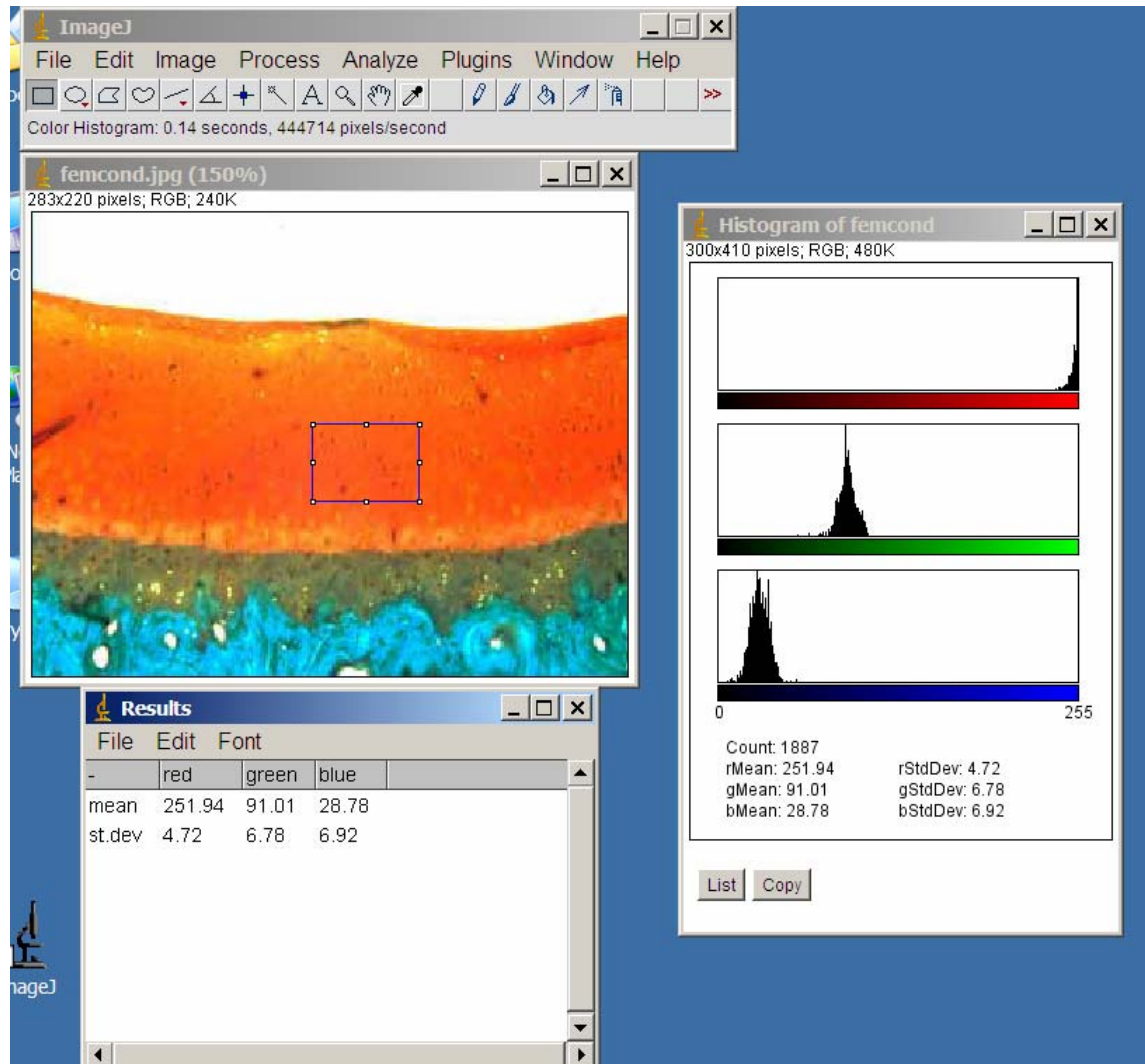 ImageJ
File Edit Image Process Analyze Plugins Window Help
A >>
Color Histogram: 0.14 seconds, 444714 pixels/second
femcond.jpg (150%)
283x220 pixels; RGB; 240K
Histogram of femcond
300x410 pixels; RGB; 480K
0 255
Count: 1887
rMean: 251.94 rStdDev: 4.72
gMean: 91.01 gStdDev: 6.78
bMean: 28.78 bStdDev: 6.92
List Copy
Results
File Edit Font
- red green blue
mean 251.94 91.01 28.78
st.dev 4.72 6.78 6.92
nageJ